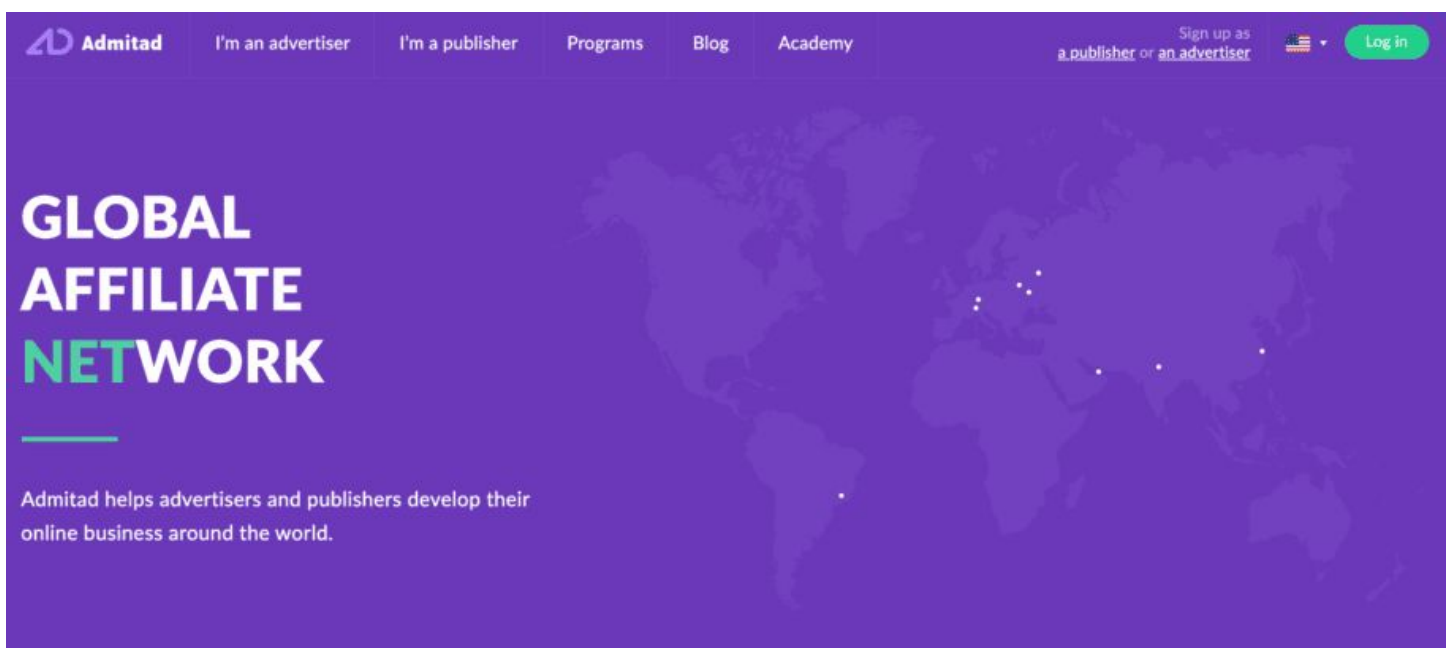 Admitad
I'm an advertiser
I'm a publisher
Programs
Blog
Academy
Sign up as
a publisher or an advertiser
Log in
GLOBAL
AFFILIATE
NETWORK
Admitad helps advertisers and publishers develop their
online business around the world.